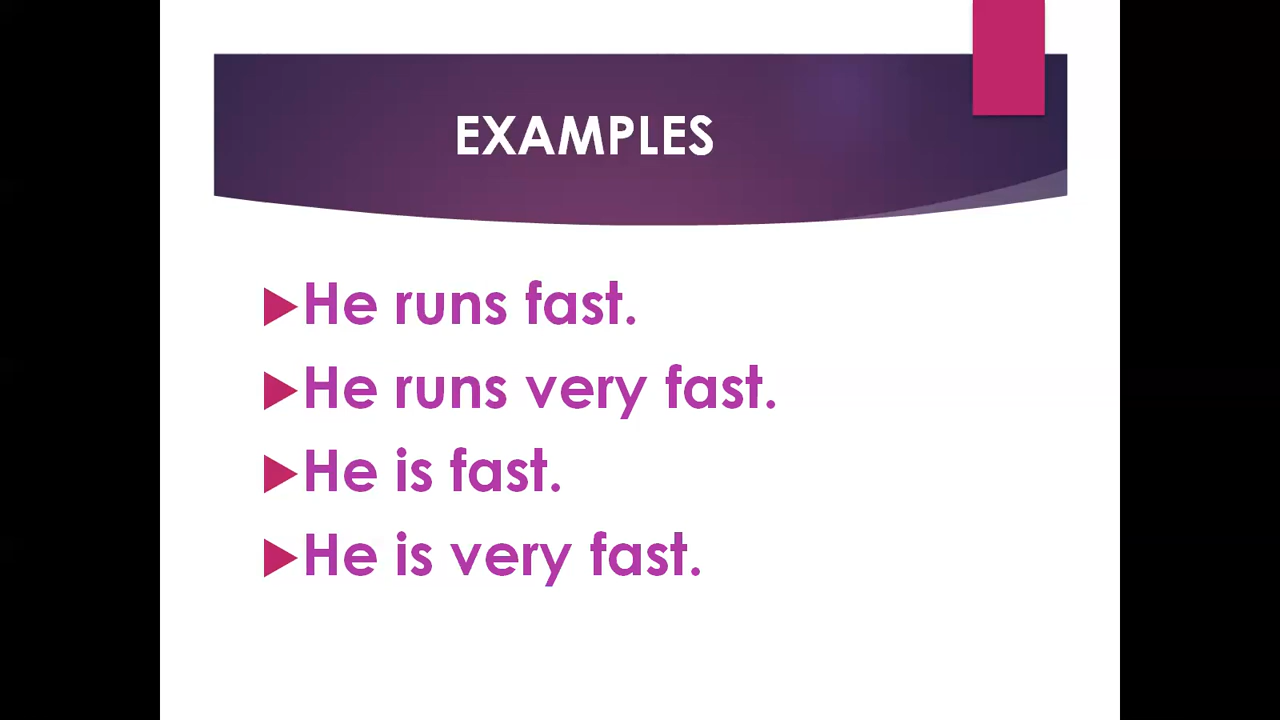 EXAMPLES
He runs fast.
He runs very fast.
He is fast.
He is very fast.